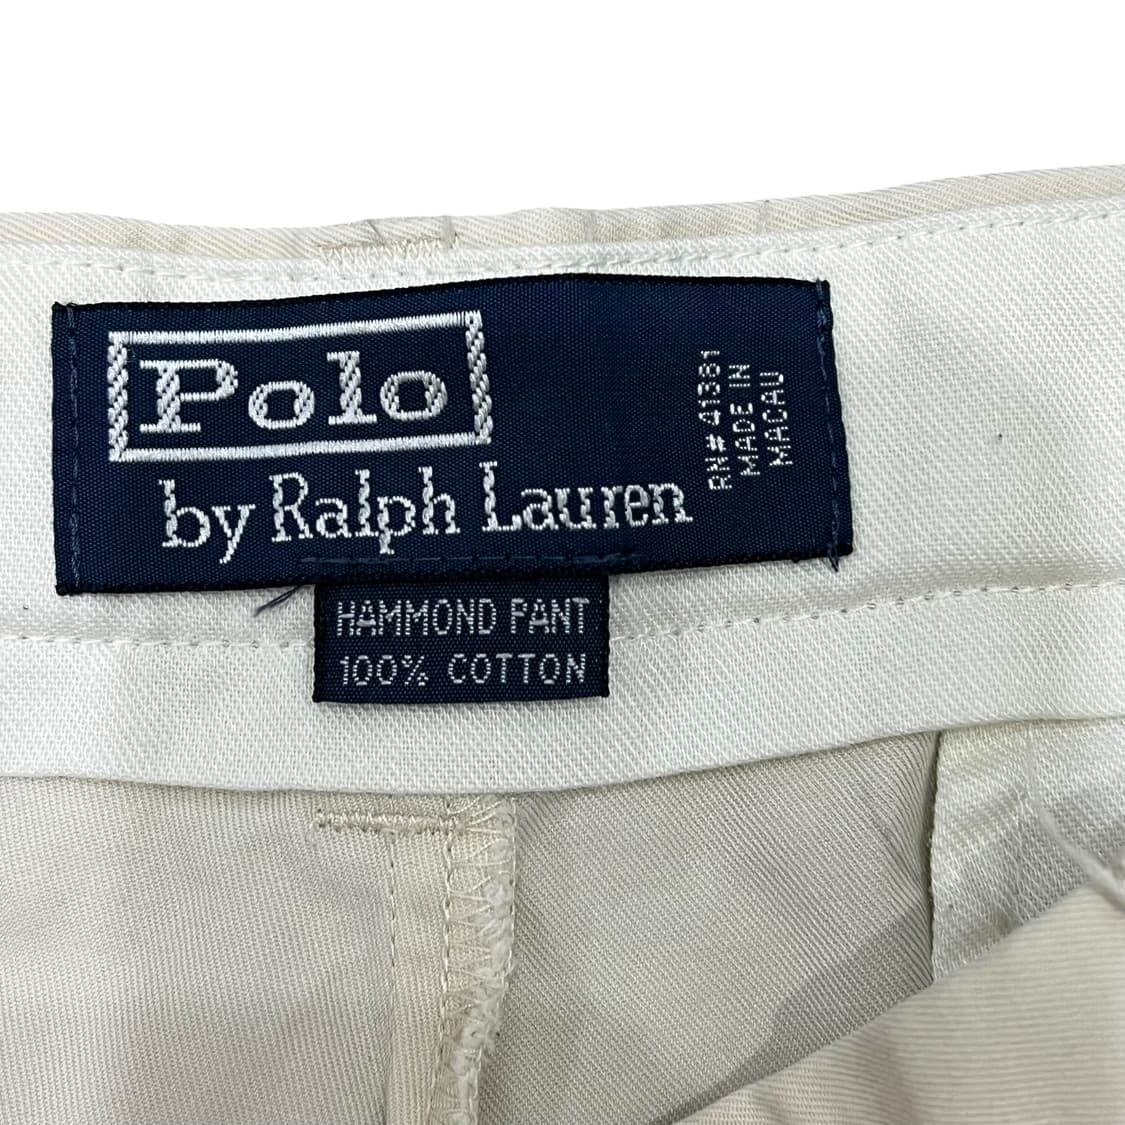 Polo
by Ralph Lauren
RN# 41381
MADE IN
MACAU
HAMMOND PANT
100% COTTON